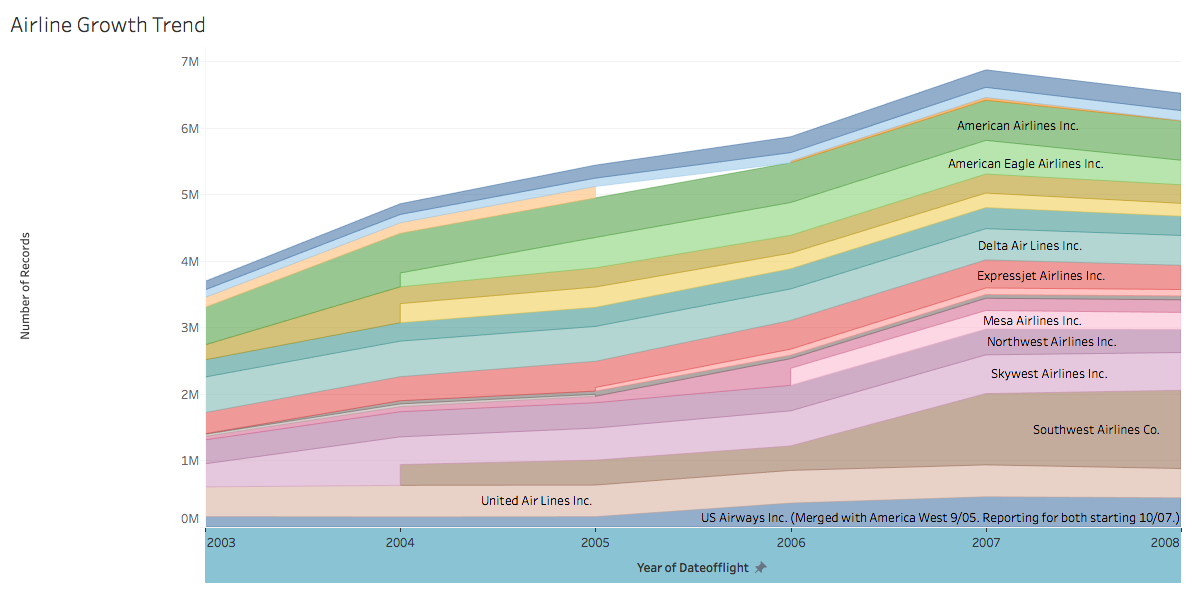 Airline Growth Trend
7M
6M
5M
4M
3M
2M
1M
0M
Number of Records
American Airlines Inc.
American Eagle Airlines Inc.
Delta Air Lines Inc.
Expressjet Airlines Inc.
Mesa Airlines Inc.
Northwest Airlines Inc.
Skywest Airlines Inc.
Southwest Airlines Co.
United Air Lines Inc.
US Airways Inc. (Merged with America West 9/05. Reporting for both starting 10/07.)
2003 2004 2005 2006 2007 2008
Year of Dateofflight